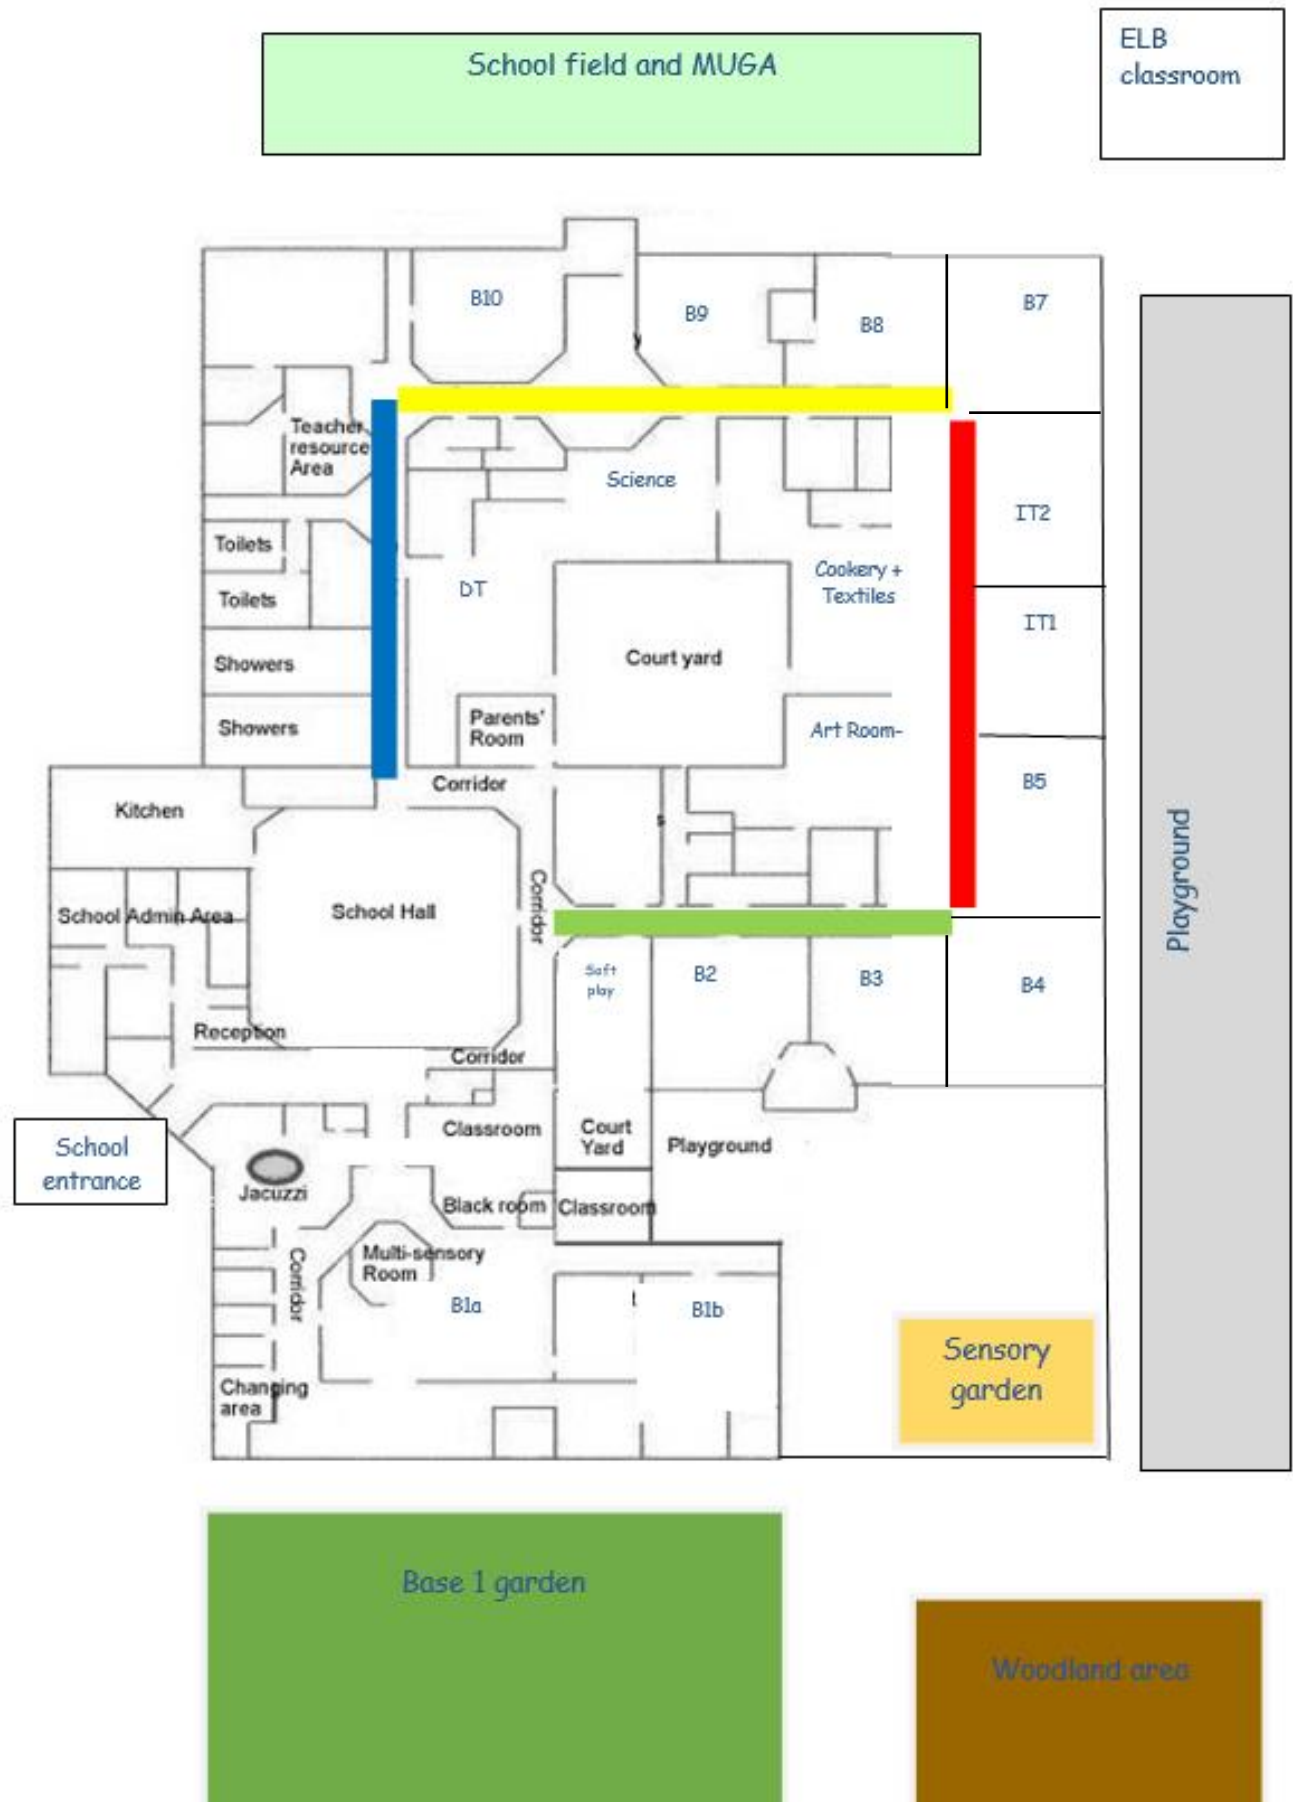 School field and MUGA
ELB
classroom
B10
B9
B8
B7
y
Teacher
resource
Area
Science
IT2
Toilets
Toilets
DT
Cookery +
Textiles
IT1
Showers
Court yard
Showers
Parents'
Room
Art Room-
Corridor
B5
Kitchen
s
Playground
School Admin Area
School Hall
Corridor
Soft
play
B2
B3
B4
Reception
Corridor
Classroom
Court
Yard
Playground
School
entrance
Jacuzzi
Black room
Classroom
Corridor
Multi-sensory
Room
B1a
t
B1b
Sensory
garden
Changing
area
Base 1 garden
Woodland area